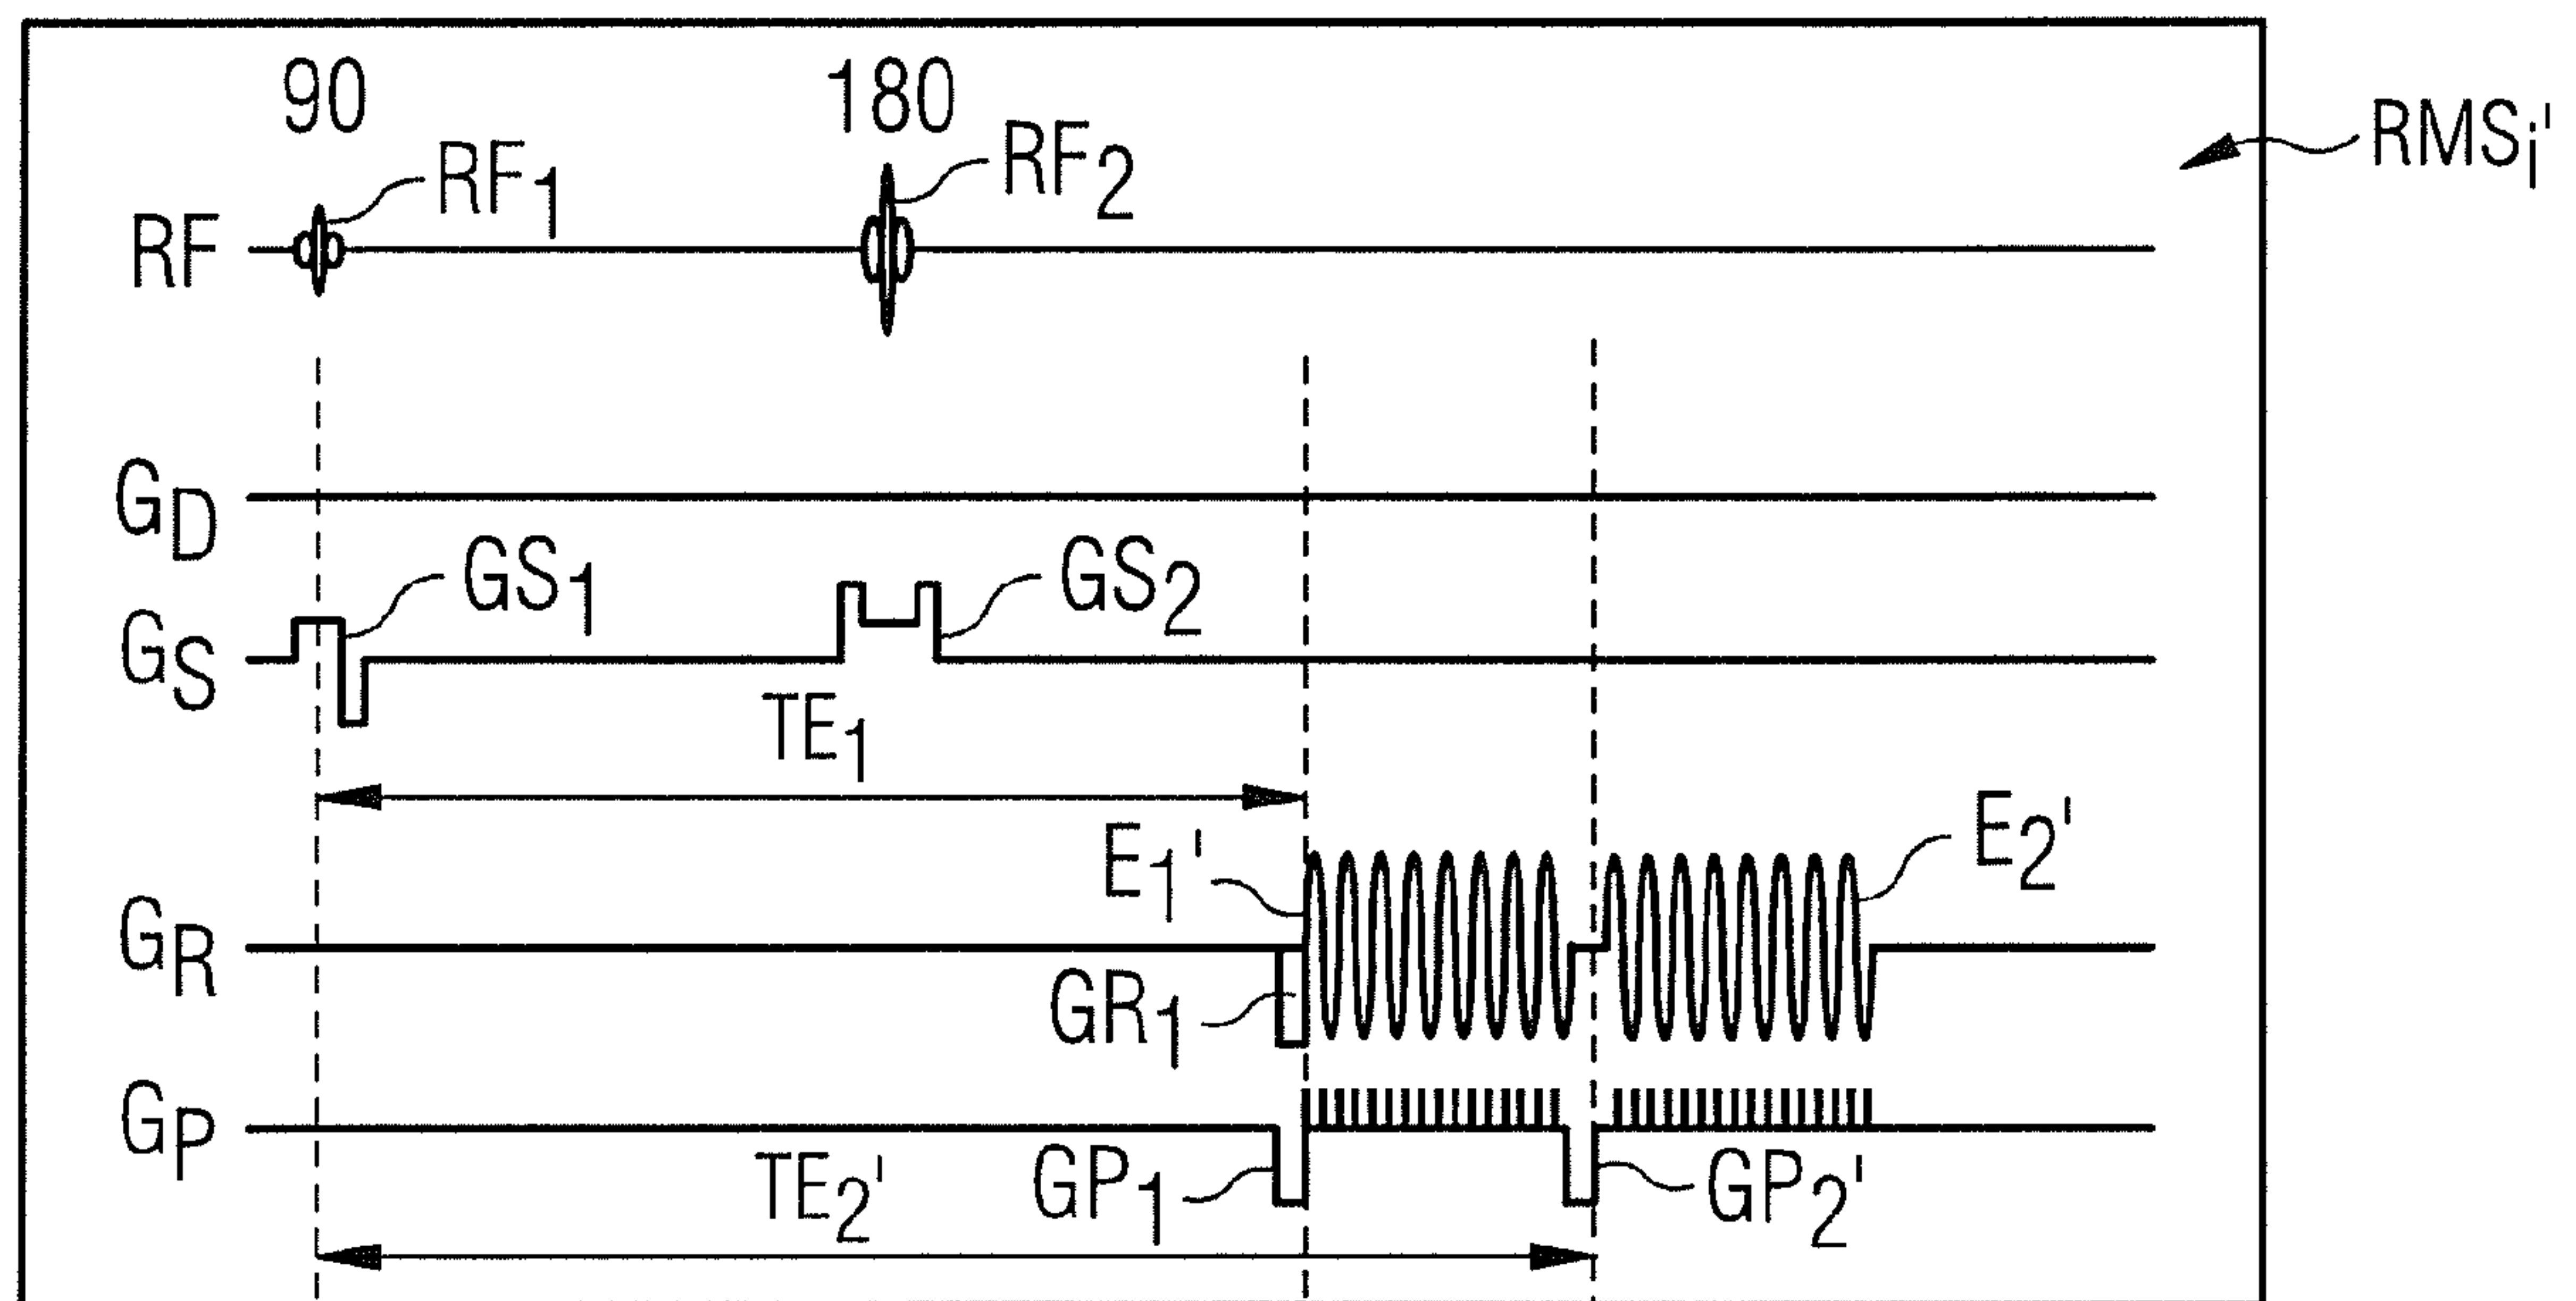 90
180
RF1
RF2
RMSi'
RF
GD
GS1
GS2
GS
TE1
E1'
E2'
GR
GR1
GP
GP1
TE2'
GP2'